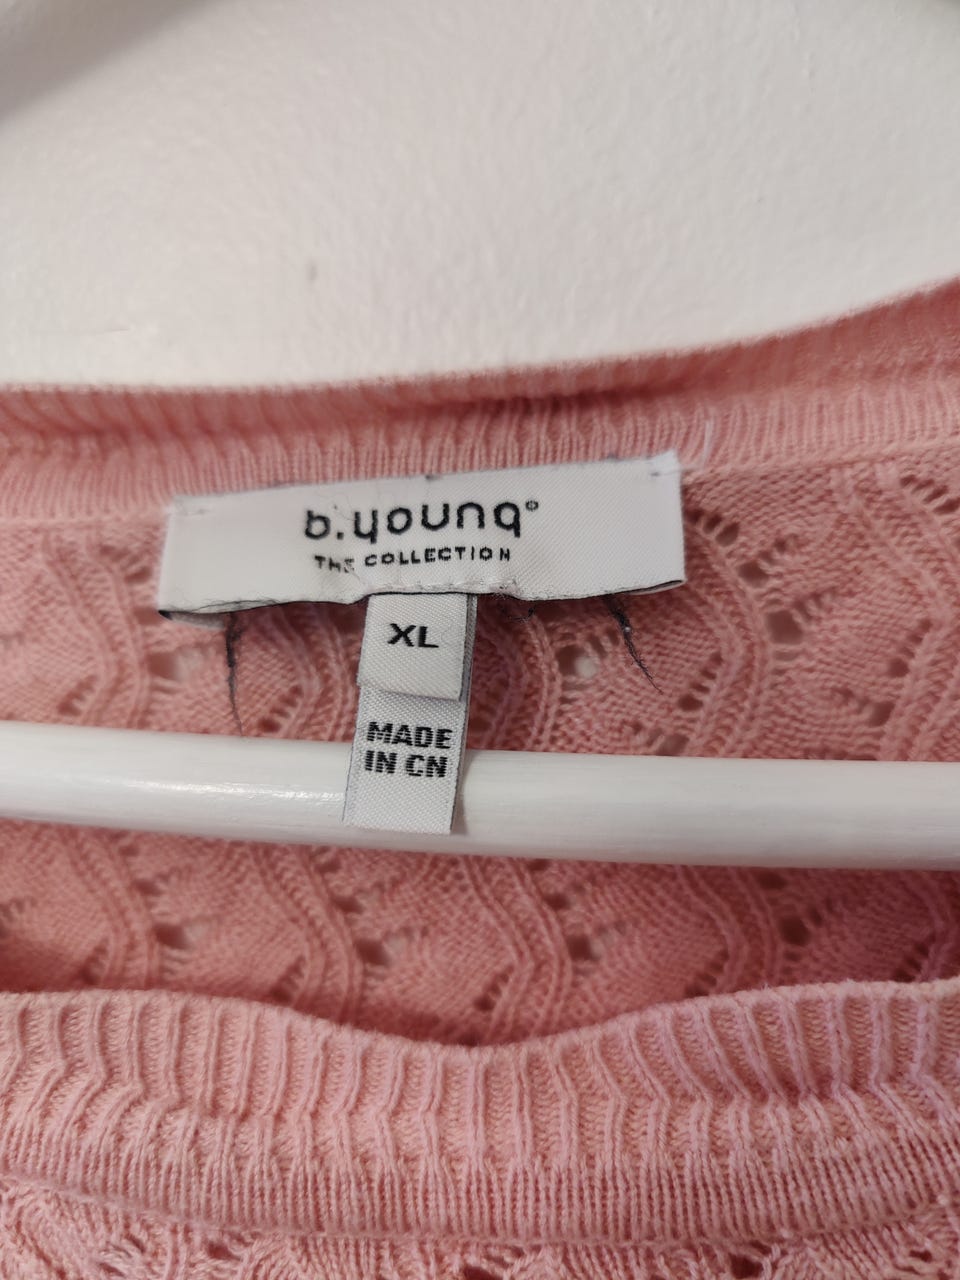 b.young®
THE COLLECTION
XL
MADE
IN CN